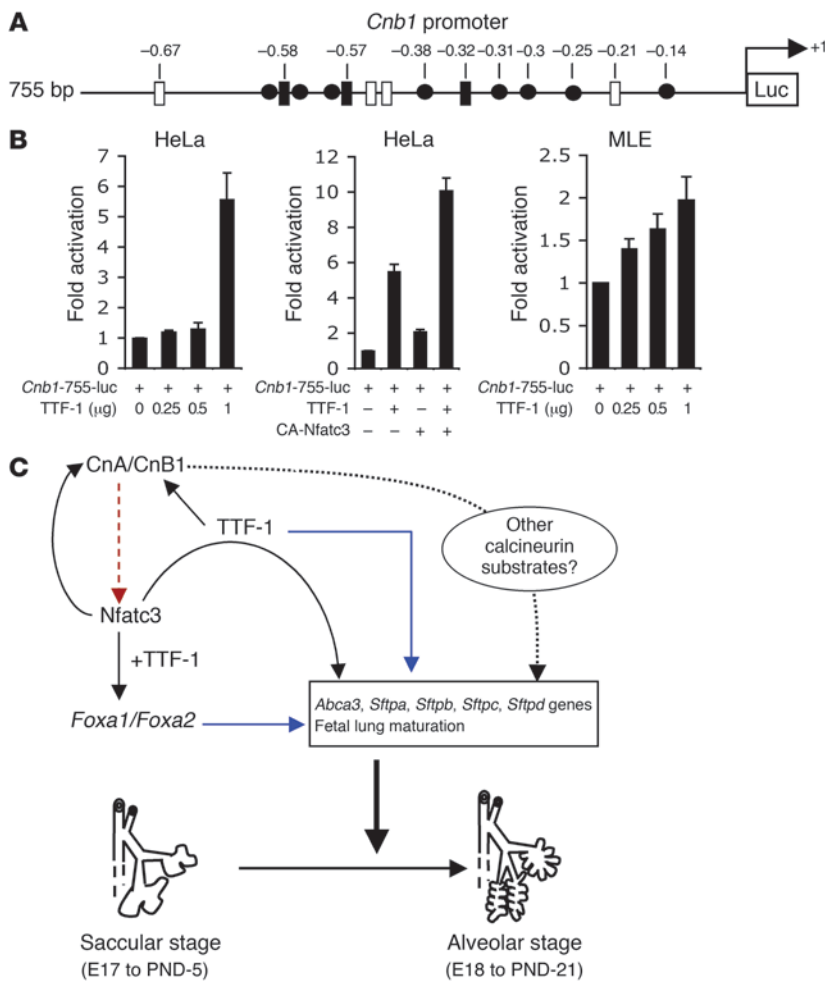 A
Cnb1 promoter
−0.67 −0.58 −0.57 −0.38 −0.32 −0.31 −0.3 −0.25 −0.21 −0.14 +1
755 bp Luc
B
HeLa
7
6
5
4
3
2
1
0
Fold activation
Cnb1-755-luc + + + +
TTF-1 (μg) 0 0.25 0.5 1
HeLa
12
10
8
6
4
2
0
Fold activation
Cnb1-755-luc + + + +
TTF-1 − + − +
CA-Nfatc3 − − + +
MLE
2.5
2
1.5
1
0.5
0
Fold activation
Cnb1-755-luc + + + +
TTF-1 (μg) 0 0.25 0.5 1
C
CnA/CnB1
TTF-1
Other
calcineurin
substrates?
Nfatc3
+TTF-1
Foxa1/Foxa2
Abca3, Sftpa, Sftpb, Sftpc, Sftpd genes
Fetal lung maturation
Saccular stage
(E17 to PND-5)
Alveolar stage
(E18 to PND-21)